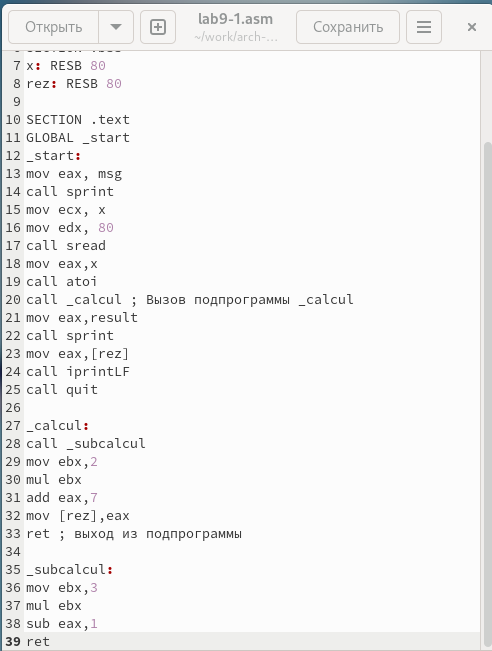 Открыть
lab9-1.asm
~/work/arch-...
Сохранить
6 SECTION .bss
7 x: RESB 80
8 rez: RESB 80
9
10 SECTION .text
11 GLOBAL _start
12 _start:
13 mov eax, msg
14 call sprint
15 mov ecx, x
16 mov edx, 80
17 call sread
18 mov eax,x
19 call atoi
20 call _calcul ; Вызов подпрограммы _calcul
21 mov eax,result
22 call sprint
23 mov eax,[rez]
24 call iprintLF
25 call quit
26
27 _calcul:
28 call _subcalcul
29 mov ebx,2
30 mul ebx
31 add eax,7
32 mov [rez],eax
33 ret ; выход из подпрограммы
34
35 _subcalcul:
36 mov ebx,3
37 mul ebx
38 sub eax,1
39 ret